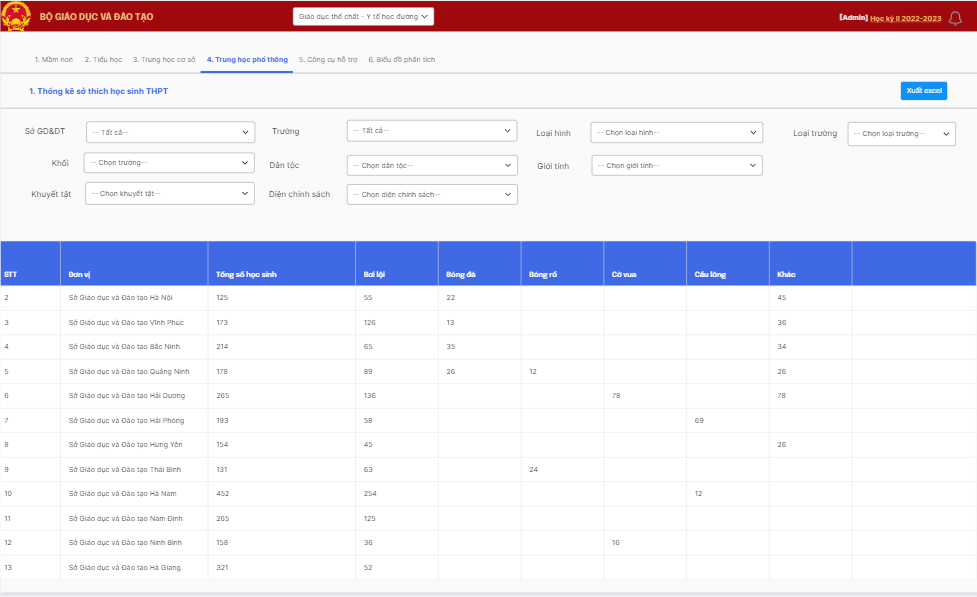 BỘ GIÁO DỤC VÀ ĐÀO TẠO Giáo dục thể chất - Y tế học đường [Admin] Học kỳ II 2022-2023
1. Mầm non 2. Tiểu học 3. Trung học cơ sở 4. Trung học phổ thông 5. Công cụ hỗ trợ 6. Biểu đồ phân tích
1. Thống kê sở thích học sinh THPT Xuất excel
Sở GD&ĐT -- Tất cả-- Trường -- Tất cả-- Loại hình -- Chọn loại hình-- Loại trường -- Chọn loại trường--
Khối -- Chọn trường-- Dân tộc -- Chọn dân tộc-- Giới tính -- Chọn giới tính--
Khuyết tật -- Chọn khuyết tật-- Diện chính sách -- Chọn diện chính sách--
STT Đơn vị Tổng số học sinh Bơi lội Bóng đá Bóng rổ Cờ vua Cầu lông Khác
2 Sở Giáo dục và Đào tạo Hà Nội 125 55 22 45
3 Sở Giáo dục và Đào tạo Vĩnh Phúc 173 126 13 36
4 Sở Giáo dục và Đào tạo Bắc Ninh 214 65 35 34
5 Sở Giáo dục và Đào tạo Quảng Ninh 178 89 26 12 26
6 Sở Giáo dục và Đào tạo Hải Dương 265 136 78 78
7 Sở Giáo dục và Đào tạo Hải Phòng 193 58 69
8 Sở Giáo dục và Đào tạo Hưng Yên 154 45 26
9 Sở Giáo dục và Đào tạo Thái Bình 131 63 24
10 Sở Giáo dục và Đào tạo Hà Nam 452 254 12
11 Sở Giáo dục và Đào tạo Nam Định 265 125
12 Sở Giáo dục và Đào tạo Ninh Bình 158 36 16
13 Sở Giáo dục và Đào tạo Hà Giang 321 52